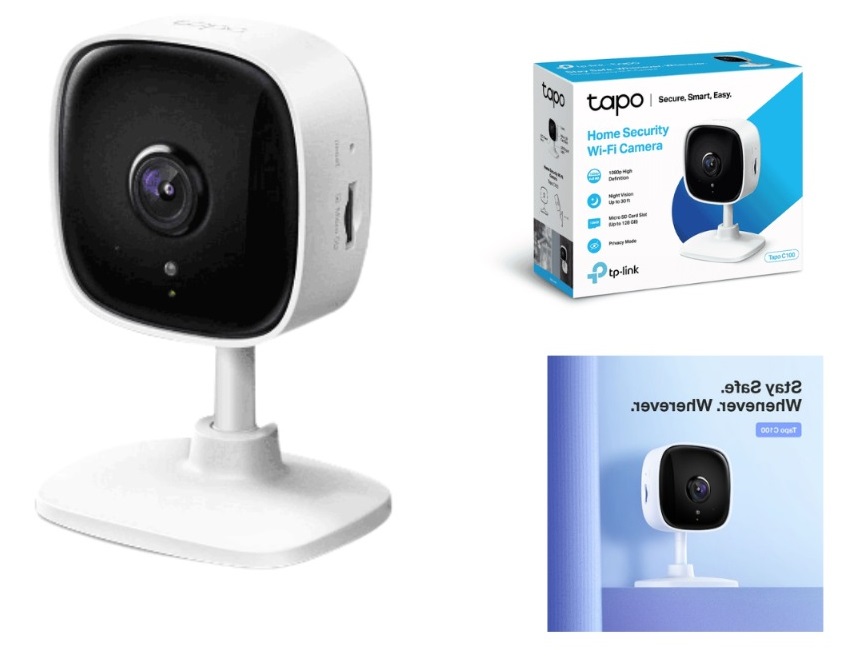 tapo
tapo
tapo | Secure, Smart, Easy.
Home Security
Wi-Fi Camera
1080p High
Definition
Night Vision
Up to 30 ft
Micro SD Card Slot
(Up to 128 GB)
Privacy Mode
tp-link
Tapo C100
Stay Safe.
Whenever. Wherever.
Tapo C100